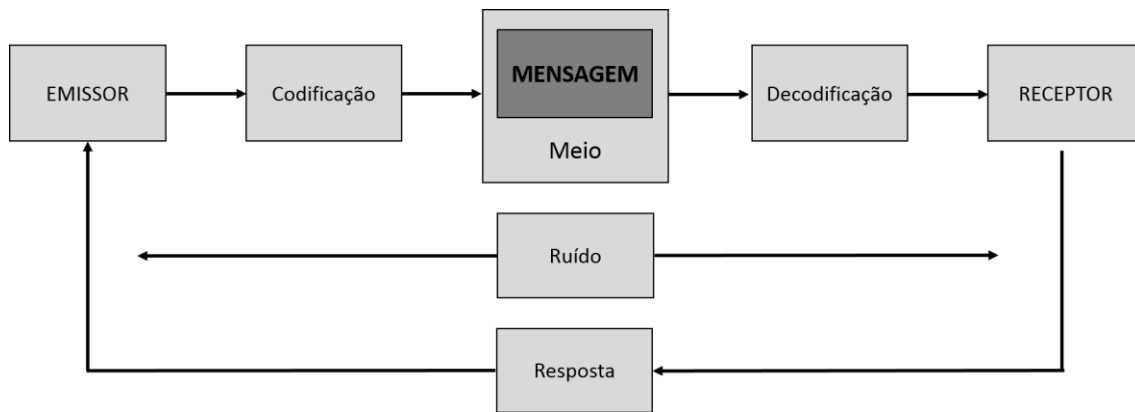 EMISSOR
Codificação
MENSAGEM
Meio
Decodificação
RECEPTOR
Ruído
Resposta